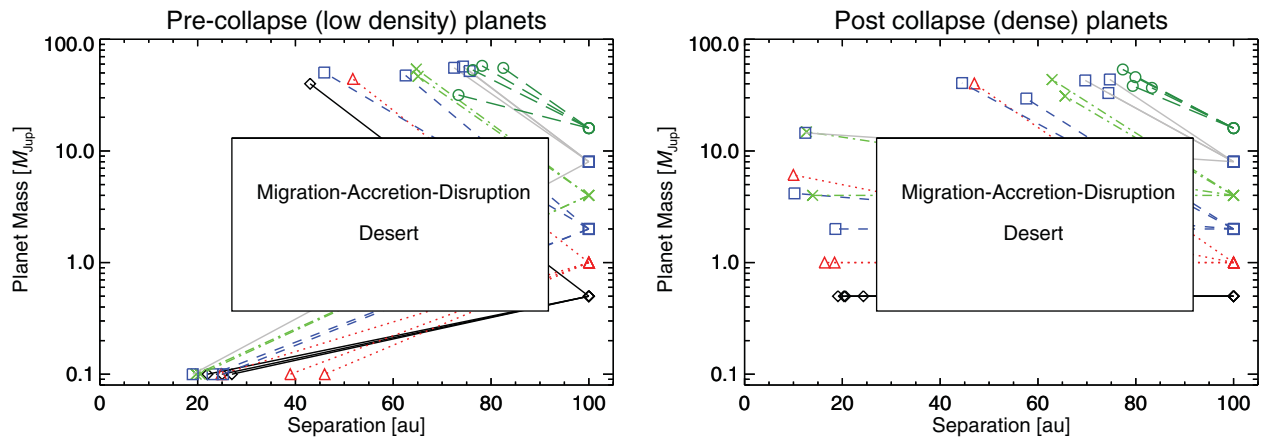 Pre-collapse (low density) planets
100.0
10.0
1.0
0.1
Planet Mass [M_Jup]
Migration-Accretion-Disruption
Desert
0
20
40
60
80
100
Separation [au]
Post collapse (dense) planets
100.0
10.0
1.0
0.1
Planet Mass [M_Jup]
Migration-Accretion-Disruption
Desert
0
20
40
60
80
100
Separation [au]